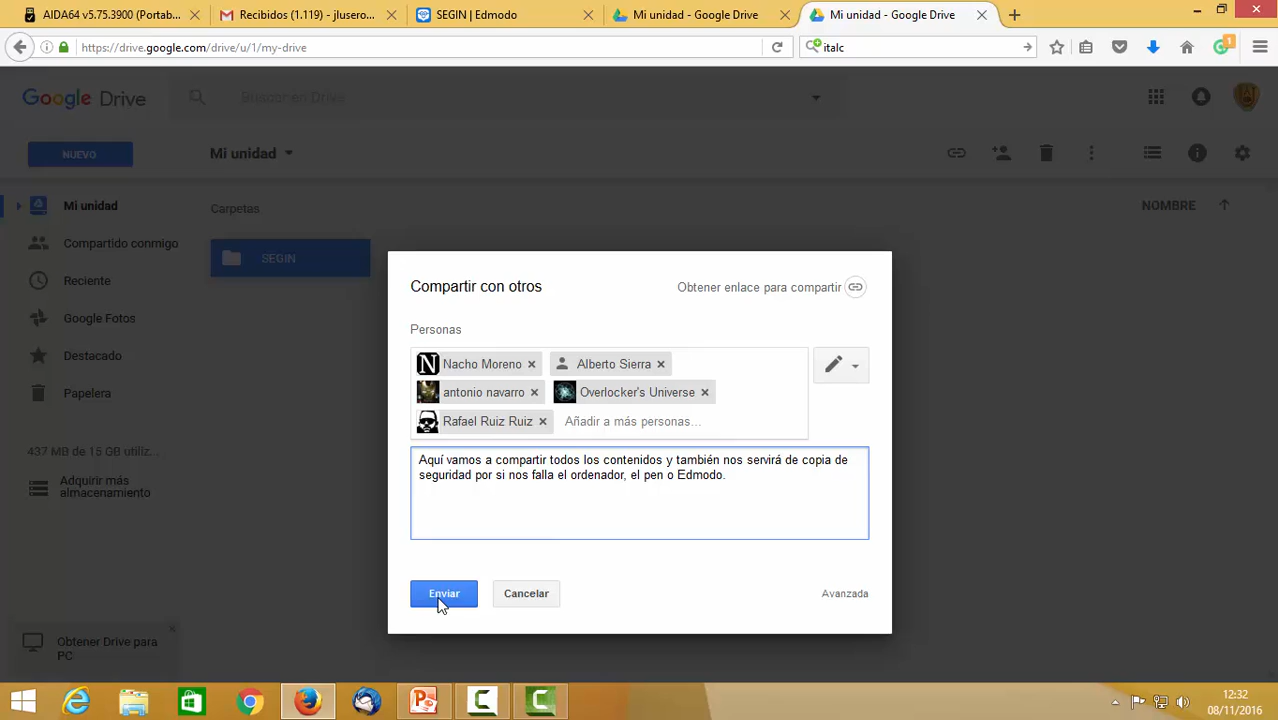 AIDA64 v5.75.3900 (Portab...
Recibidos (1.119) - jlusero...
SEGIN | Edmodo
Mi unidad - Google Drive
Mi unidad - Google Drive
https://drive.google.com/drive/u/1/my-drive
italc
1
Google Drive
Buscar en Drive
NUEVO
Mi unidad
Mi unidad
Carpetas
NOMBRE
Compartido conmigo
SEGIN
Reciente
Google Fotos
Destacado
Papelera
437 MB de 15 GB utiliz...
Adquirir más
almacenamiento
Obtener Drive para
PC
Compartir con otros
Obtener enlace para compartir
Personas
N Nacho Moreno
Alberto Sierra
antonio navarro
Overlocker's Universe
Rafael Ruiz Ruiz
Añadir a más personas...
Aquí vamos a compartir todos los contenidos y también nos servirá de copia de
seguridad por si nos falla el ordenador, el pen o Edmodo.
Enviar
Cancelar
Avanzada
12:32
08/11/2016